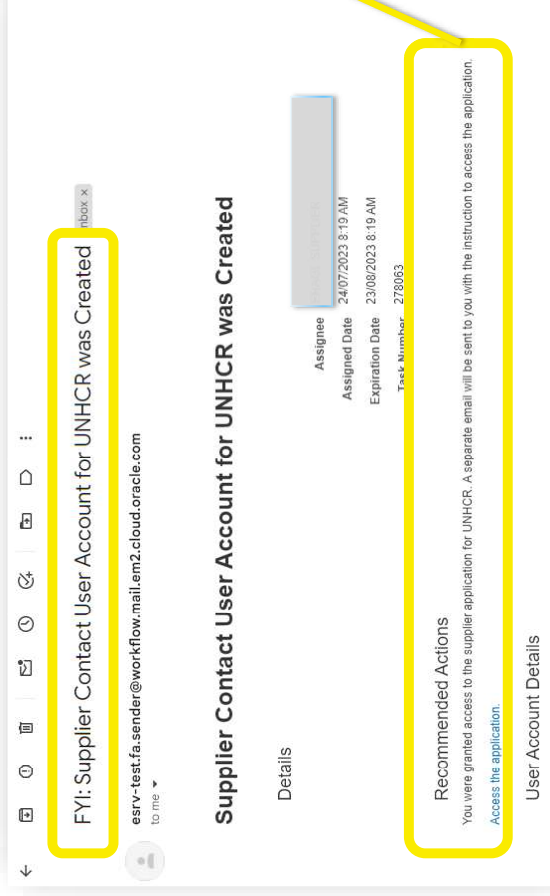 FYI: Supplier Contact User Account for UNHCR was Created
nbox ×
esrv-test.fa.sender@workflow.mail.em2.cloud.oracle.com
to me
Supplier Contact User Account for UNHCR was Created
Details
Assignee
Assigned Date 24/07/2023 8:19 AM
Expiration Date 23/08/2023 8:19 AM
Task Number 278063
Recommended Actions
You were granted access to the supplier application for UNHCR. A separate email will be sent to you with the instruction to access the application.
Access the application.
User Account Details